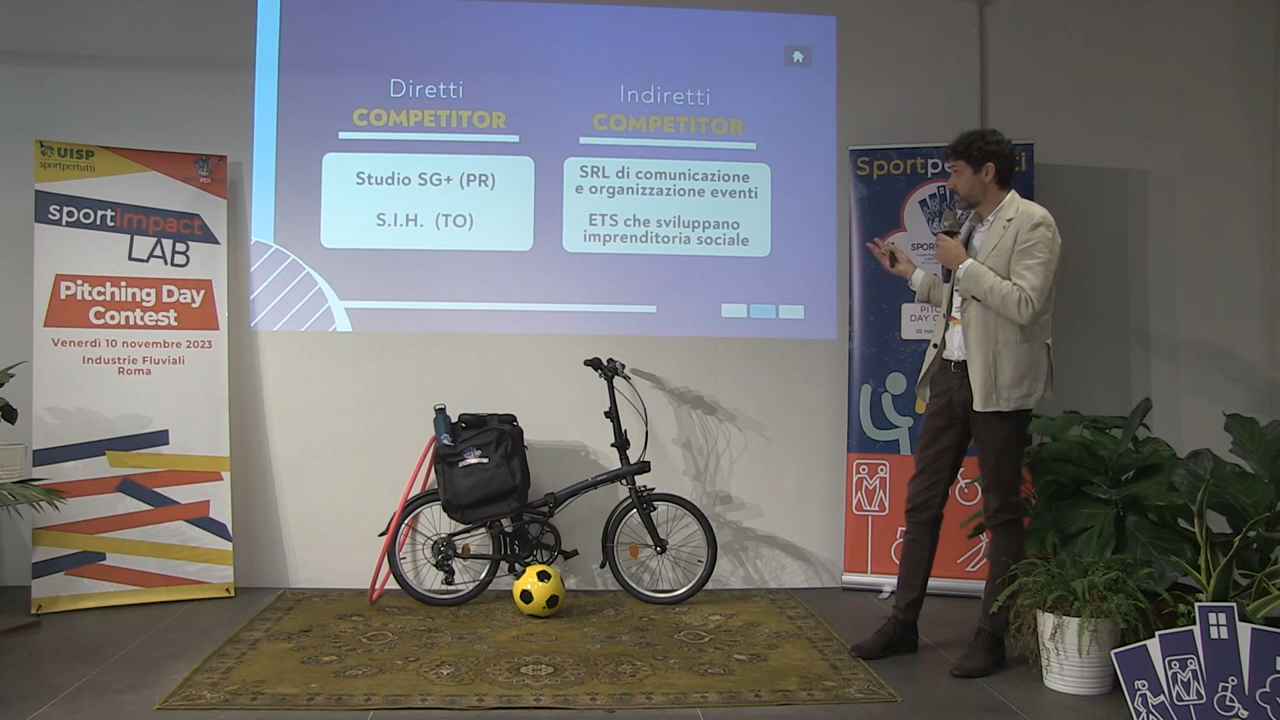 Diretti
COMPETITOR
Studio SG+ (PR)
S.I.H. (TO)
Indiretti
COMPETITOR
SRL di comunicazione
e organizzazione eventi
ETS che sviluppano
imprenditoria sociale
UISP
sportpertutti
sportimpact
LAB
Pitching Day
Contest
Venerdì 10 novembre 2023
Industrie Fluviali
Roma